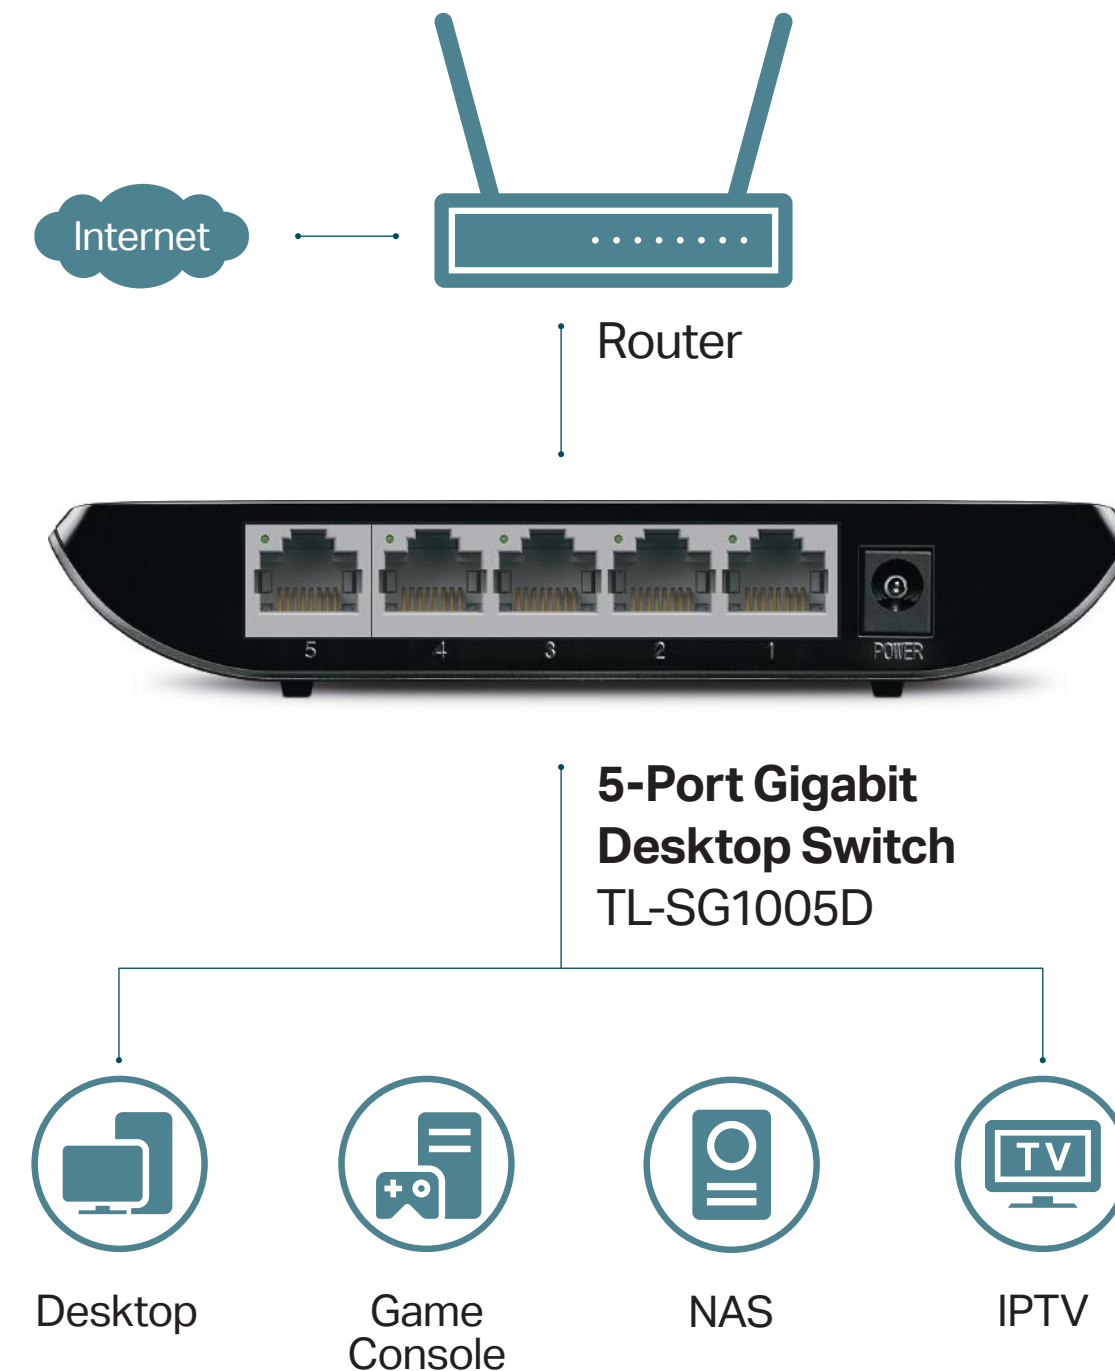 Internet
Router
5 4 3 2 1 POWER
5-Port Gigabit
Desktop Switch
TL-SG1005D
TV
Desktop Game NAS IPTV
Console